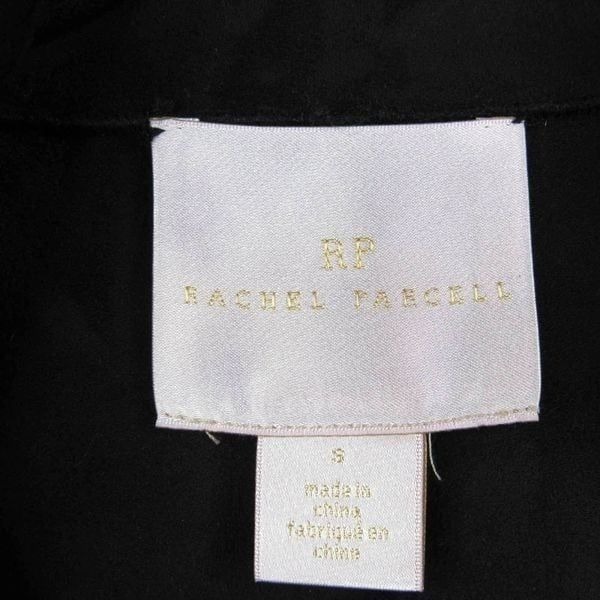 RP
RACHEL PARCELL
S
made in
china
fabriqué en
chine